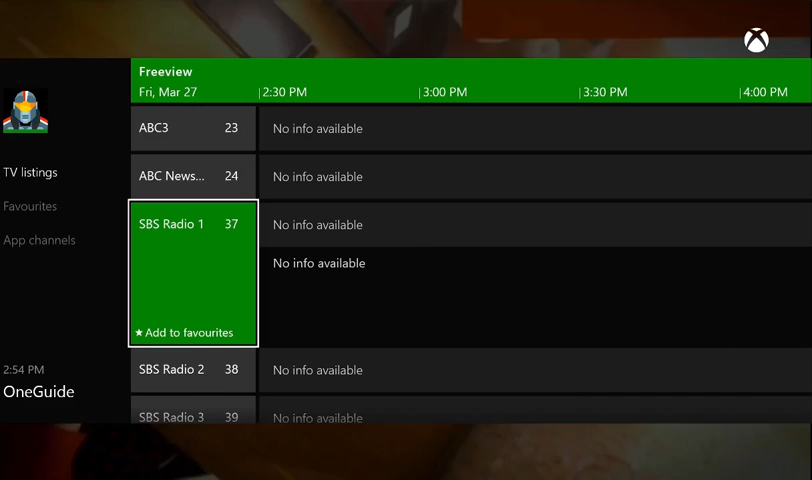 Freeview
Fri, Mar 27
2:30 PM
3:00 PM
3:30 PM
4:00 PM
ABC3 23 No info available
TV listings
ABC News... 24 No info available
Favourites
SBS Radio 1 37 No info available
App channels
No info available
Add to favourites
2:54 PM
SBS Radio 2 38 No info available
OneGuide
SBS Radio 3 39 No info available